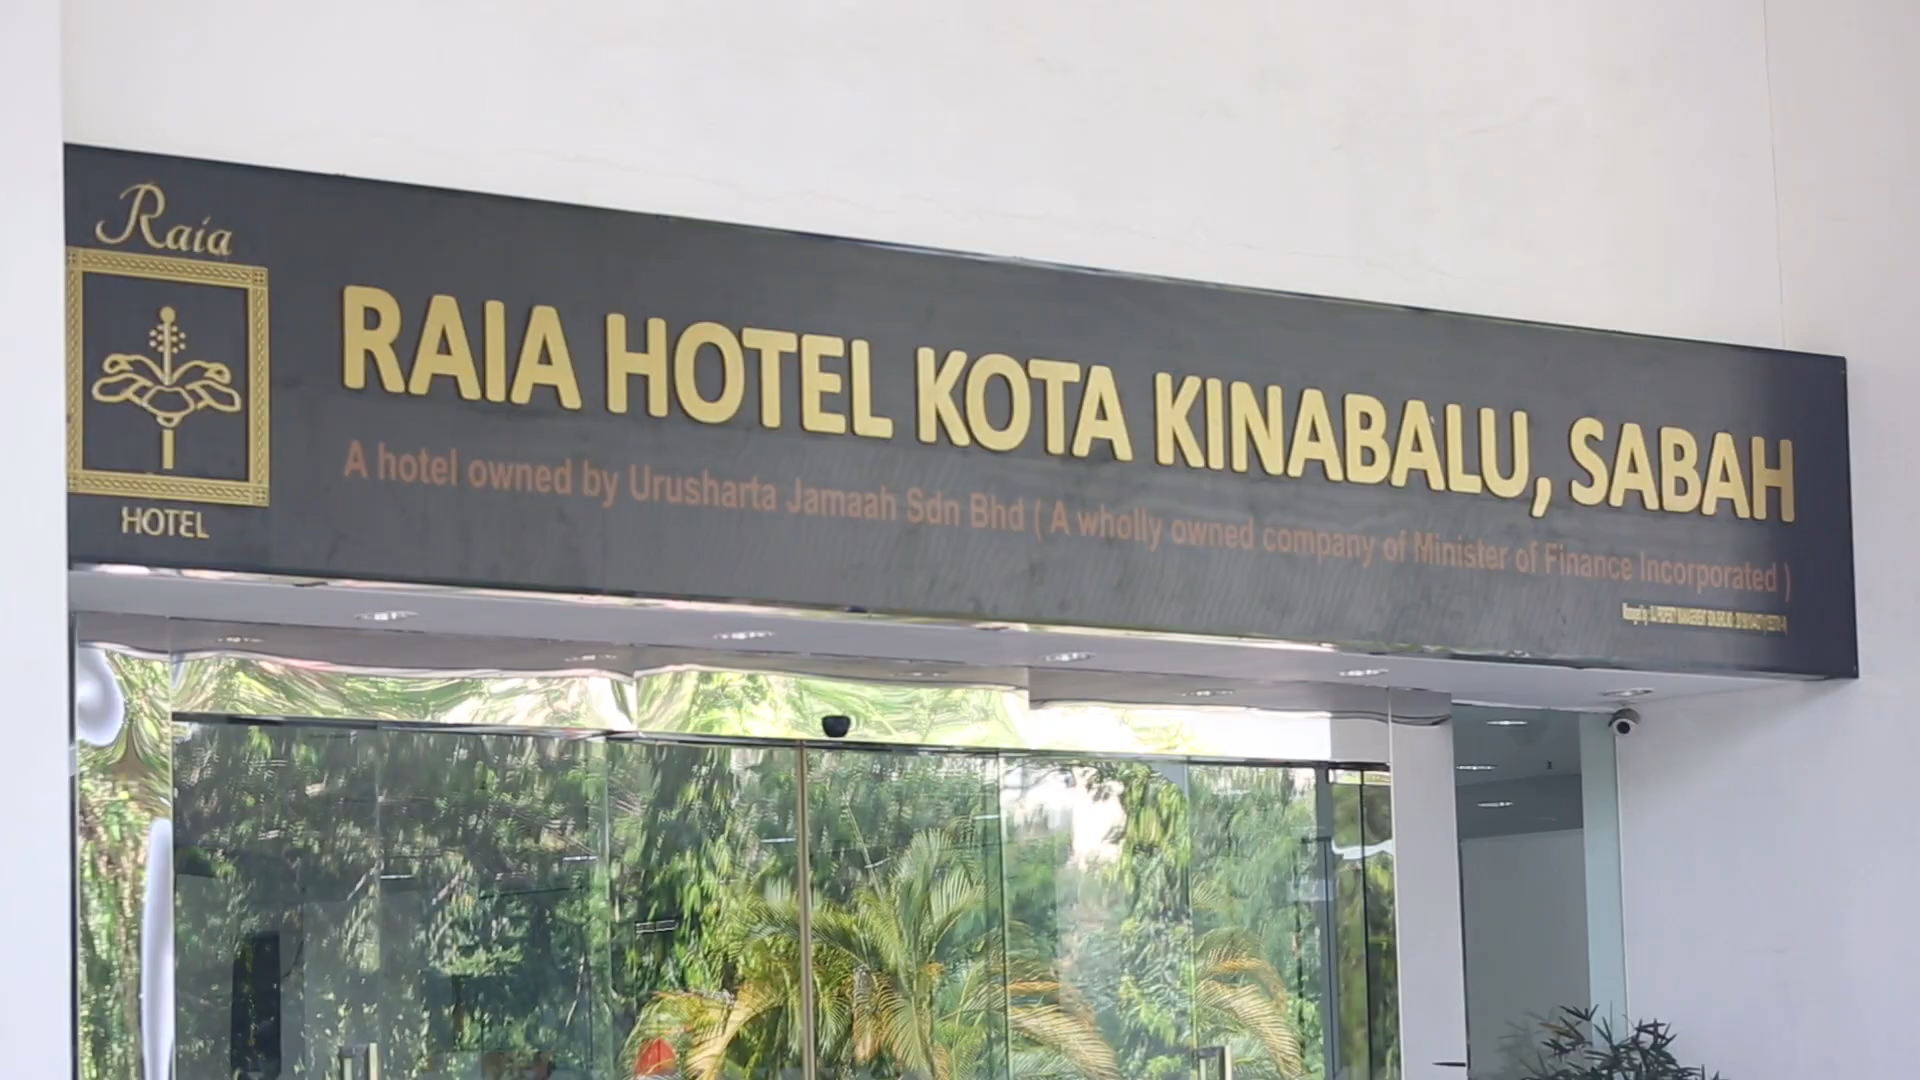 Raia
HOTEL
RAIA HOTEL KOTA KINABALU, SABAH
A hotel owned by Urusharta Jamaah Sdn Bhd ( A wholly owned company of Minister of Finance Incorporated )